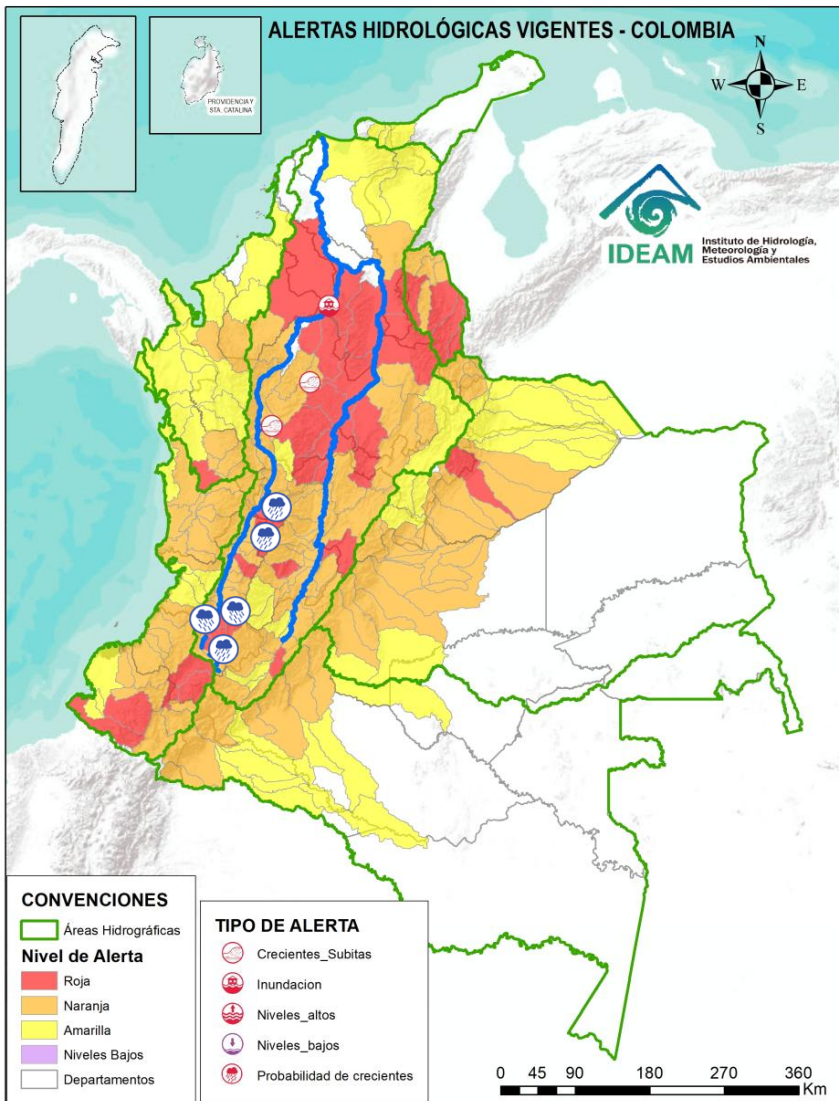 ALERTAS HIDROLÓGICAS VIGENTES - COLOMBIA
PROVIDENCIA Y
STA. CATALINA
N
W
E
S
IDEAM
Instituto de Hidrología,
Meteorología y
Estudios Ambientales
CONVENCIONES
Áreas Hidrográficas
Nivel de Alerta
Roja
Naranja
Amarilla
Niveles Bajos
Departamentos
TIPO DE ALERTA
Crecientes_Subitas
Inundacion
Niveles_altos
Niveles_bajos
Probabilidad de crecientes
0 45 90 180 270 360
Km